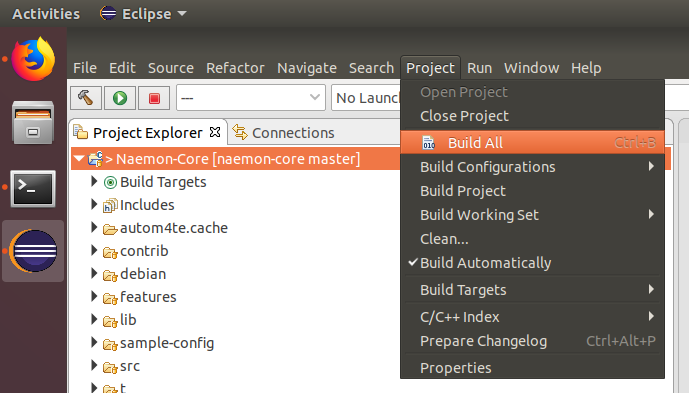 Activities Eclipse
File Edit Source Refactor Navigate Search Project Run Window Help
--- No Launc
Project Explorer Connections
> Naemon-Core [naemon-core master]
Build Targets
Includes
autom4te.cache
contrib
debian
features
lib
sample-config
src
t
Open Project
Close Project
010 Build All Ctrl+B
Build Configurations
Build Project
Build Working Set
Clean...
Build Automatically
Build Targets
C/C++ Index
Prepare Changelog Ctrl+Alt+P
Properties